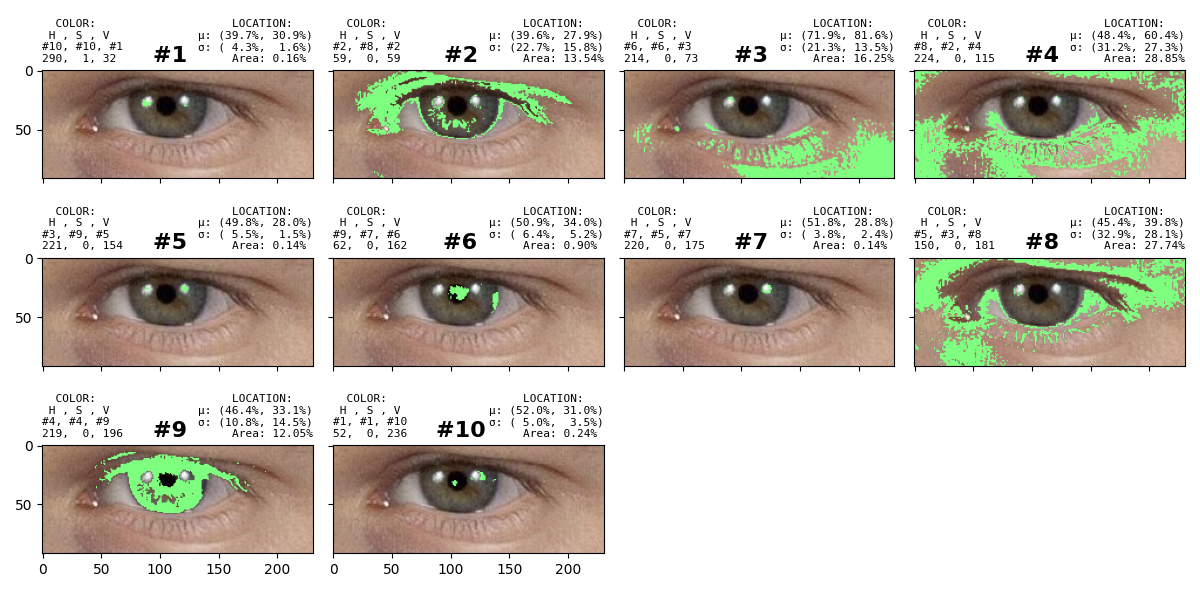 COLOR: LOCATION:
H , S , V μ: (39.7%, 30.9%)
#10, #10, #1 #1 σ: ( 4.3%, 1.6%)
290, 1, 32 Area: 0.16%
COLOR: LOCATION:
H , S , V μ: (39.6%, 27.9%)
#2, #8, #2 #2 σ: (22.7%, 15.8%)
59, 0, 59 Area: 13.54%
COLOR: LOCATION:
H , S , V μ: (71.9%, 81.6%)
#6, #6, #3 #3 σ: (21.3%, 13.5%)
214, 0, 73 Area: 16.25%
COLOR: LOCATION:
H , S , V μ: (48.4%, 60.4%)
#8, #2, #4 #4 σ: (31.2%, 27.3%)
224, 0, 115 Area: 28.85%
0
50
COLOR: LOCATION:
H , S , V μ: (49.8%, 28.0%)
#3, #9, #5 #5 σ: ( 5.5%, 1.5%)
221, 0, 154 Area: 0.14%
COLOR: LOCATION:
H , S , V μ: (50.9%, 34.0%)
#9, #7, #6 #6 σ: ( 6.4%, 5.2%)
62, 0, 162 Area: 0.90%
COLOR: LOCATION:
H , S , V μ: (51.8%, 28.8%)
#7, #5, #7 #7 σ: ( 3.8%, 2.4%)
220, 0, 175 Area: 0.14%
COLOR: LOCATION:
H , S , V μ: (45.4%, 39.8%)
#5, #3, #8 #8 σ: (32.9%, 28.1%)
150, 0, 181 Area: 27.74%
0
50
COLOR: LOCATION:
H , S , V μ: (46.4%, 33.1%)
#4, #4, #9 #9 σ: (10.8%, 14.5%)
219, 0, 196 Area: 12.05%
COLOR: LOCATION:
H , S , V μ: (52.0%, 31.0%)
#1, #1, #10 #10 σ: ( 5.0%, 3.5%)
52, 0, 236 Area: 0.24%
0
50
0 50 100 150 200
0 50 100 150 200